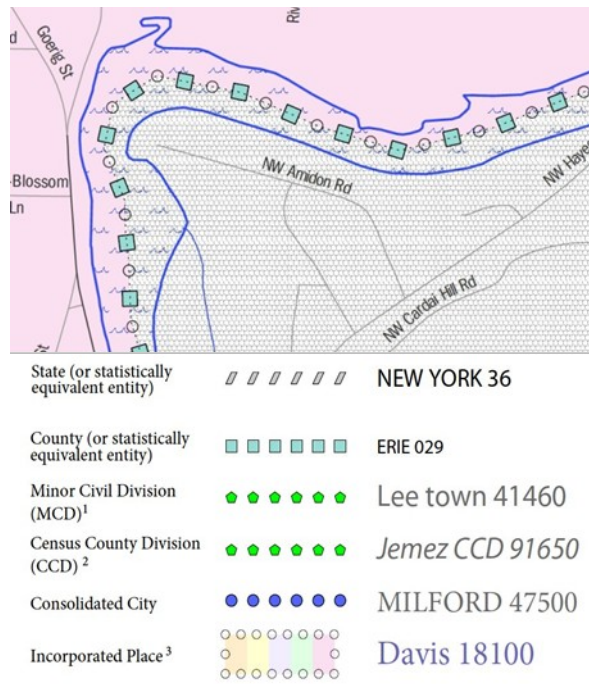 Goerig St
Riv
d
Blossom
Ln
NW Amidon Rd
NW Hayes
NW Cardai Hill Rd
St
State (or statistically
equivalent entity)
NEW YORK 36
County (or statistically
equivalent entity)
ERIE 029
Minor Civil Division
(MCD)1
Lee town 41460
Census County Division
(CCD) 2
Jemez CCD 91650
Consolidated City
MILFORD 47500
Incorporated Place 3
Davis 18100